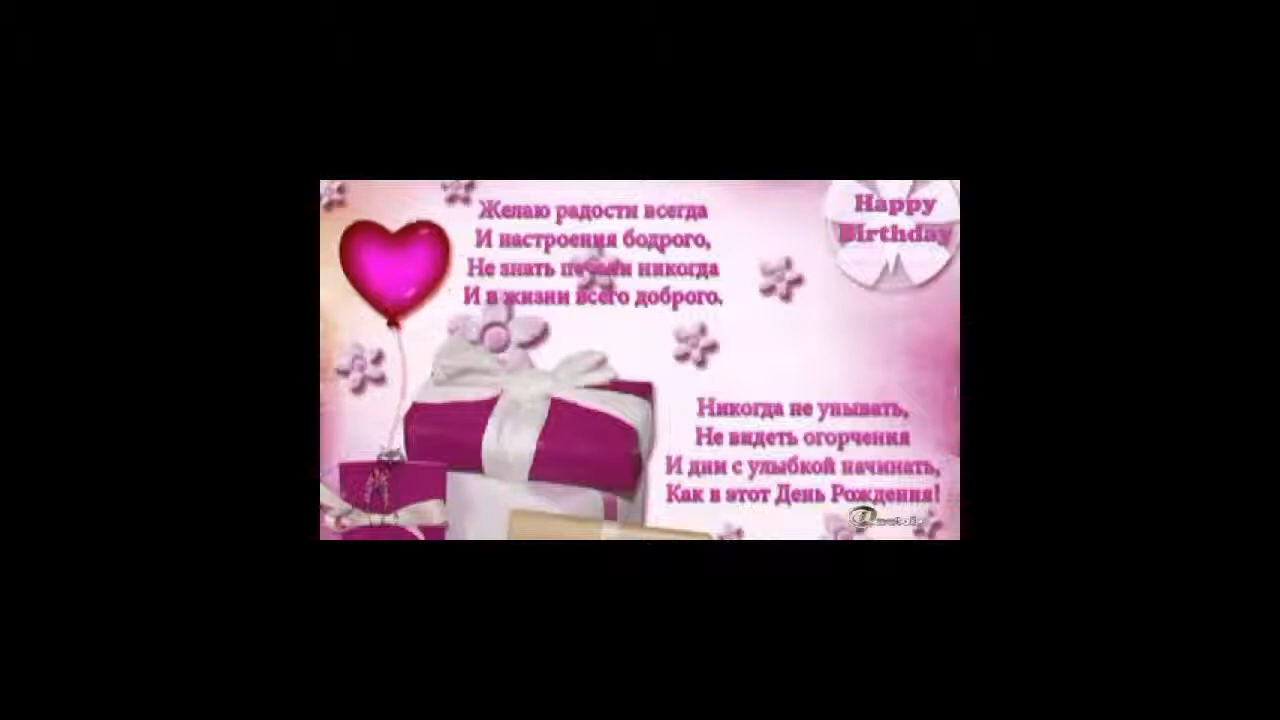 Желаю радости всегда
И настроения бодрого,
Не знать печали никогда
И в жизни всего доброго.
Happy
Birthday
Никогда не унывать,
Не видеть огорчения
И дни с улыбкой начинать,
Как в этот День Рождения!